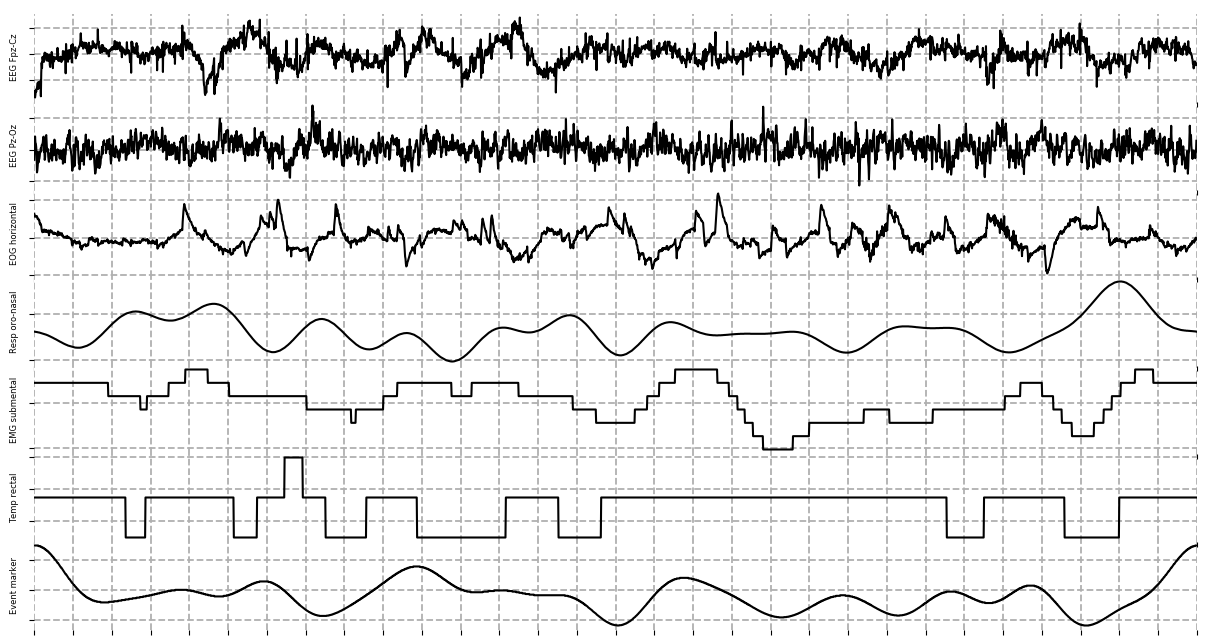 EEG Fpz-Cz
EEG Pz-Oz
EOG horizontal
Resp oro-nasal
EMG submental
Temp rectal
Event marker